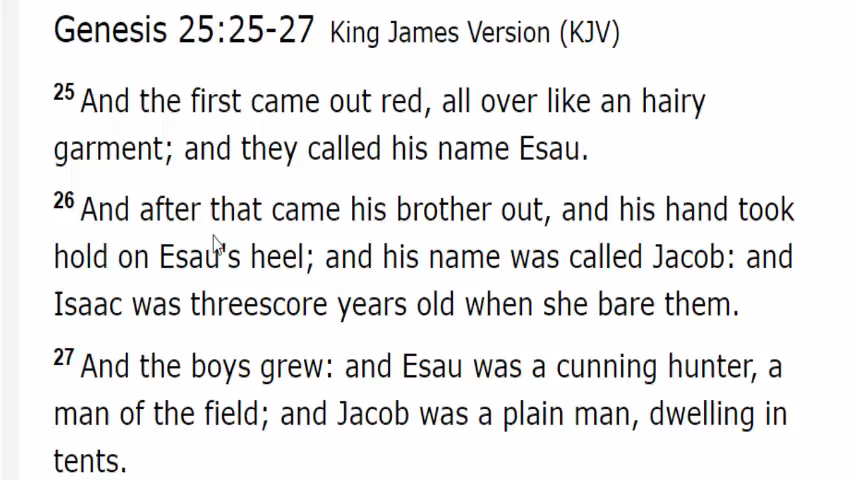 Genesis 25:25-27 King James Version (KJV)
25 And the first came out red, all over like an hairy
garment; and they called his name Esau.
26 And after that came his brother out, and his hand took
hold on Esau's heel; and his name was called Jacob: and
Isaac was threescore years old when she bare them.
27 And the boys grew: and Esau was a cunning hunter, a
man of the field; and Jacob was a plain man, dwelling in
tents.